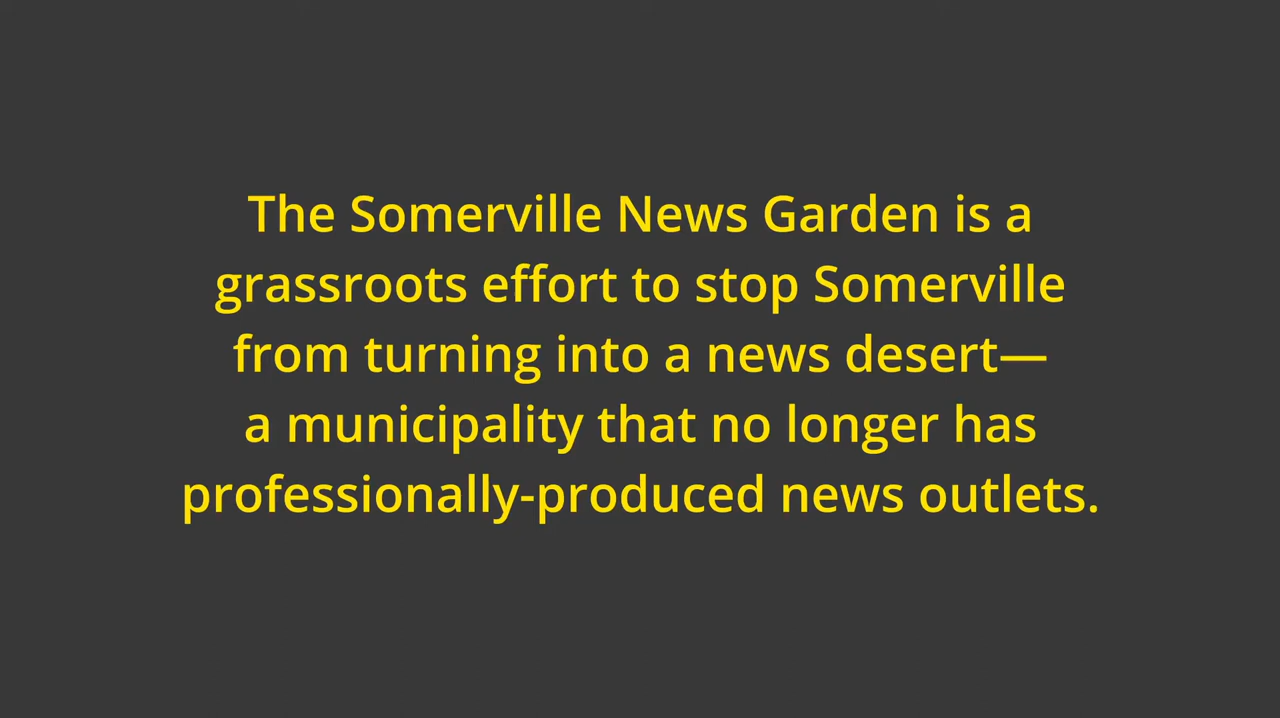 The Somerville News Garden is a
grassroots effort to stop Somerville
from turning into a news desert—
a municipality that no longer has
professionally-produced news outlets.